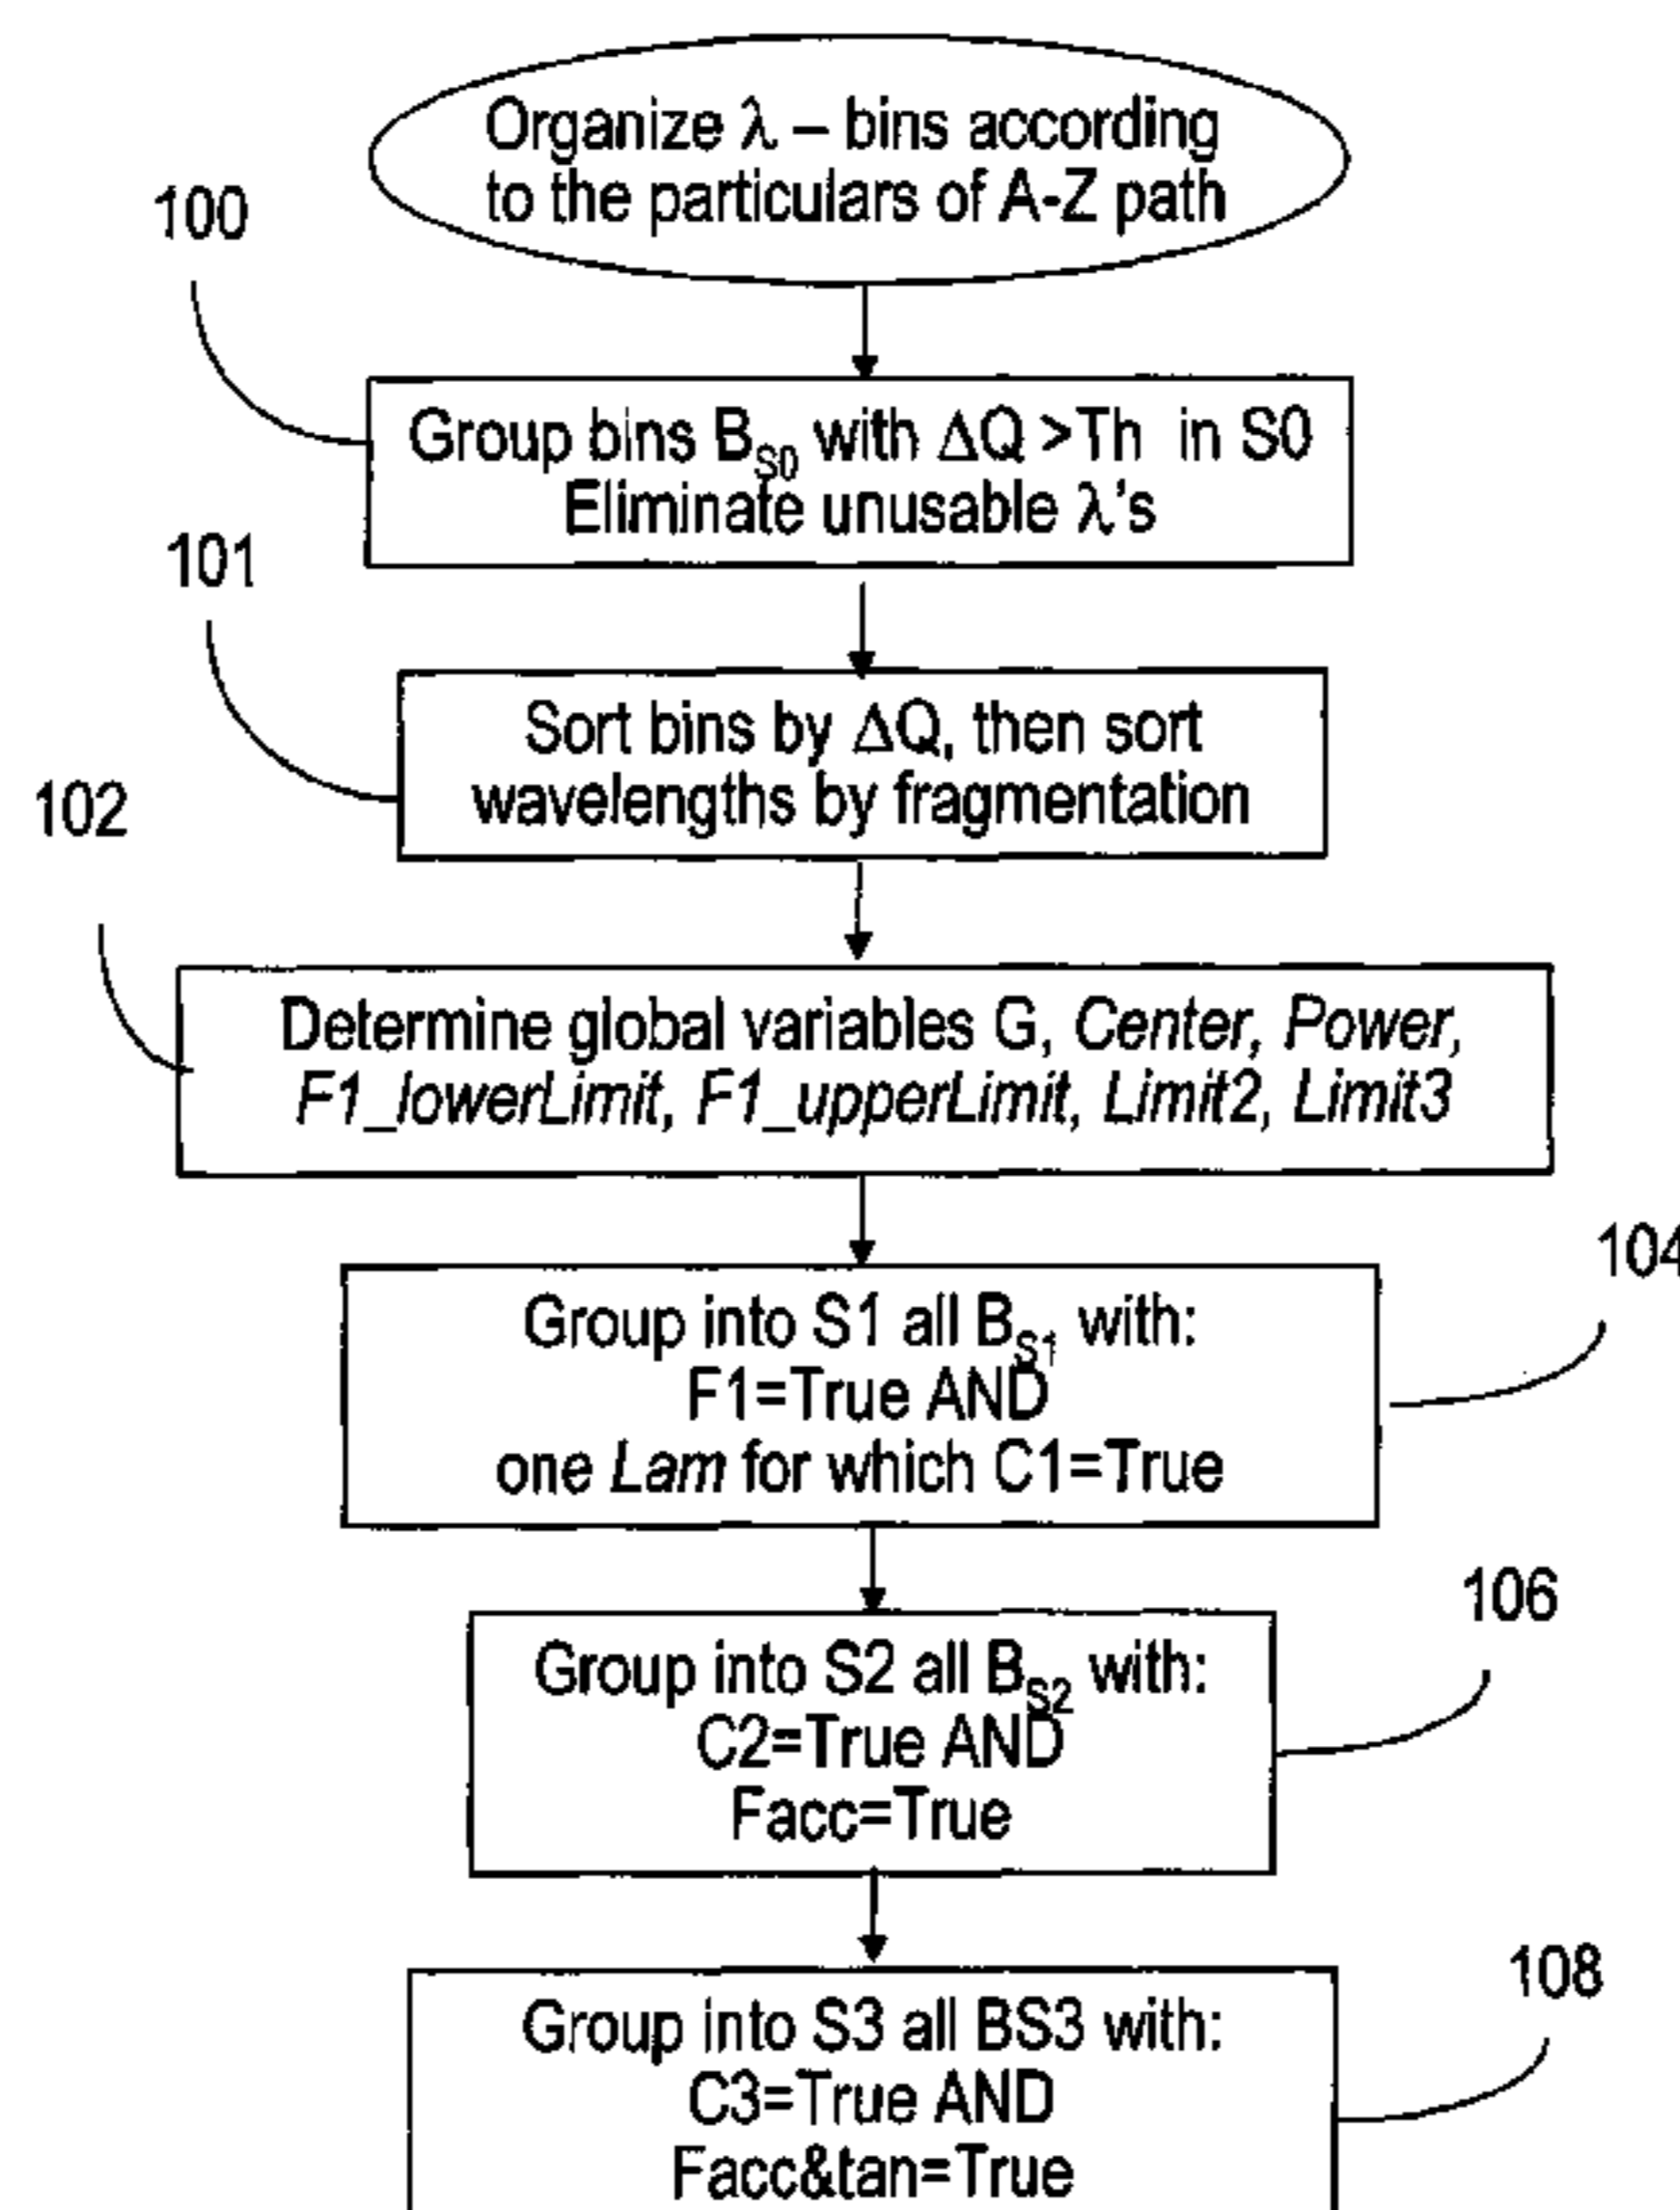 Organize λ – bins according
to the particulars of A-Z path
100
Group bins B_S0 with ΔQ >Th in S0
Eliminate unusable λ's
101
Sort bins by ΔQ, then sort
wavelengths by fragmentation
102
Determine global variables G, Center, Power,
F1_lowerLimit, F1_upperLimit, Limit2, Limit3
104
Group into S1 all B_S1 with:
F1=True AND
one Lam for which C1=True
106
Group into S2 all B_S2 with:
C2=True AND
Facc=True
108
Group into S3 all BS3 with:
C3=True AND
Facc&tan=True